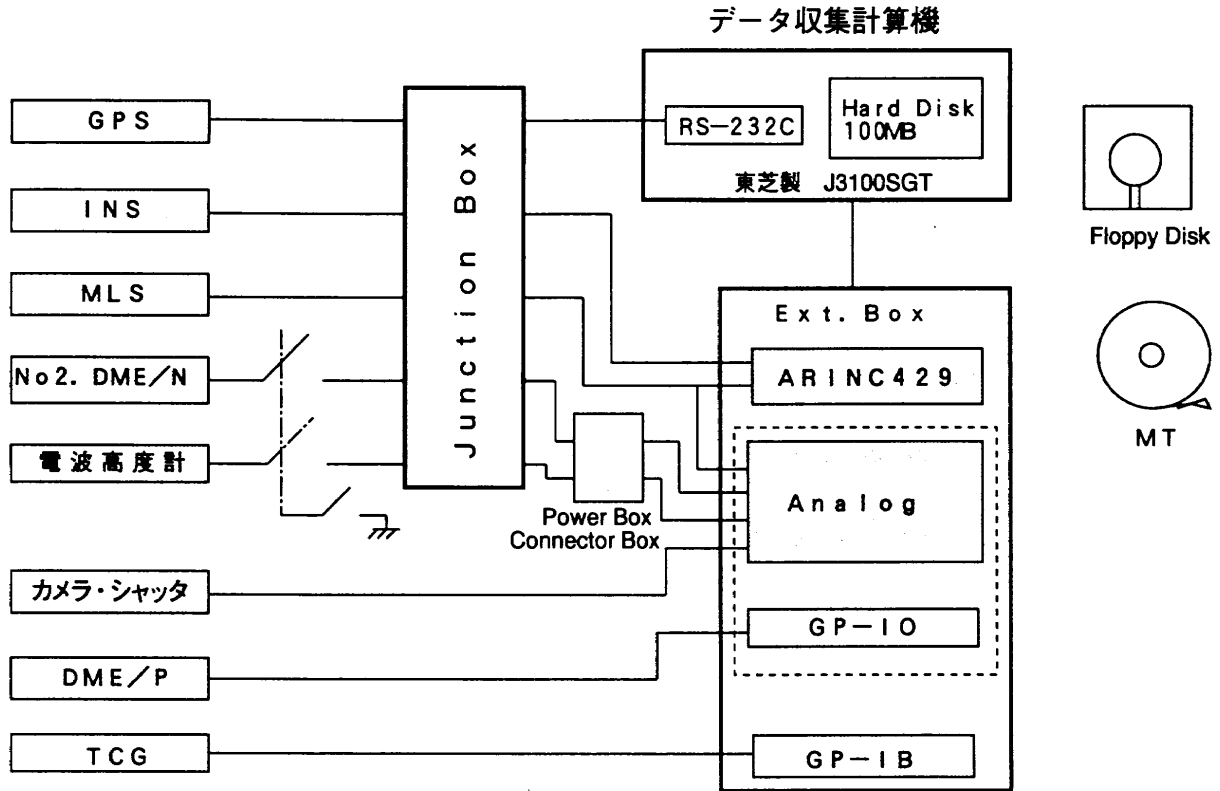 データ収集計算機
GPS
INS
MLS
No2. DME/N
電波高度計
カメラ・シャッタ
DME/P
TCG
Junction Box
RS-232C
Hard Disk
100MB
東芝製 J3100SGT
Ext. Box
ARINC429
Analog
GP-IO
GP-IB
Power Box
Connector Box
Floppy Disk
MT